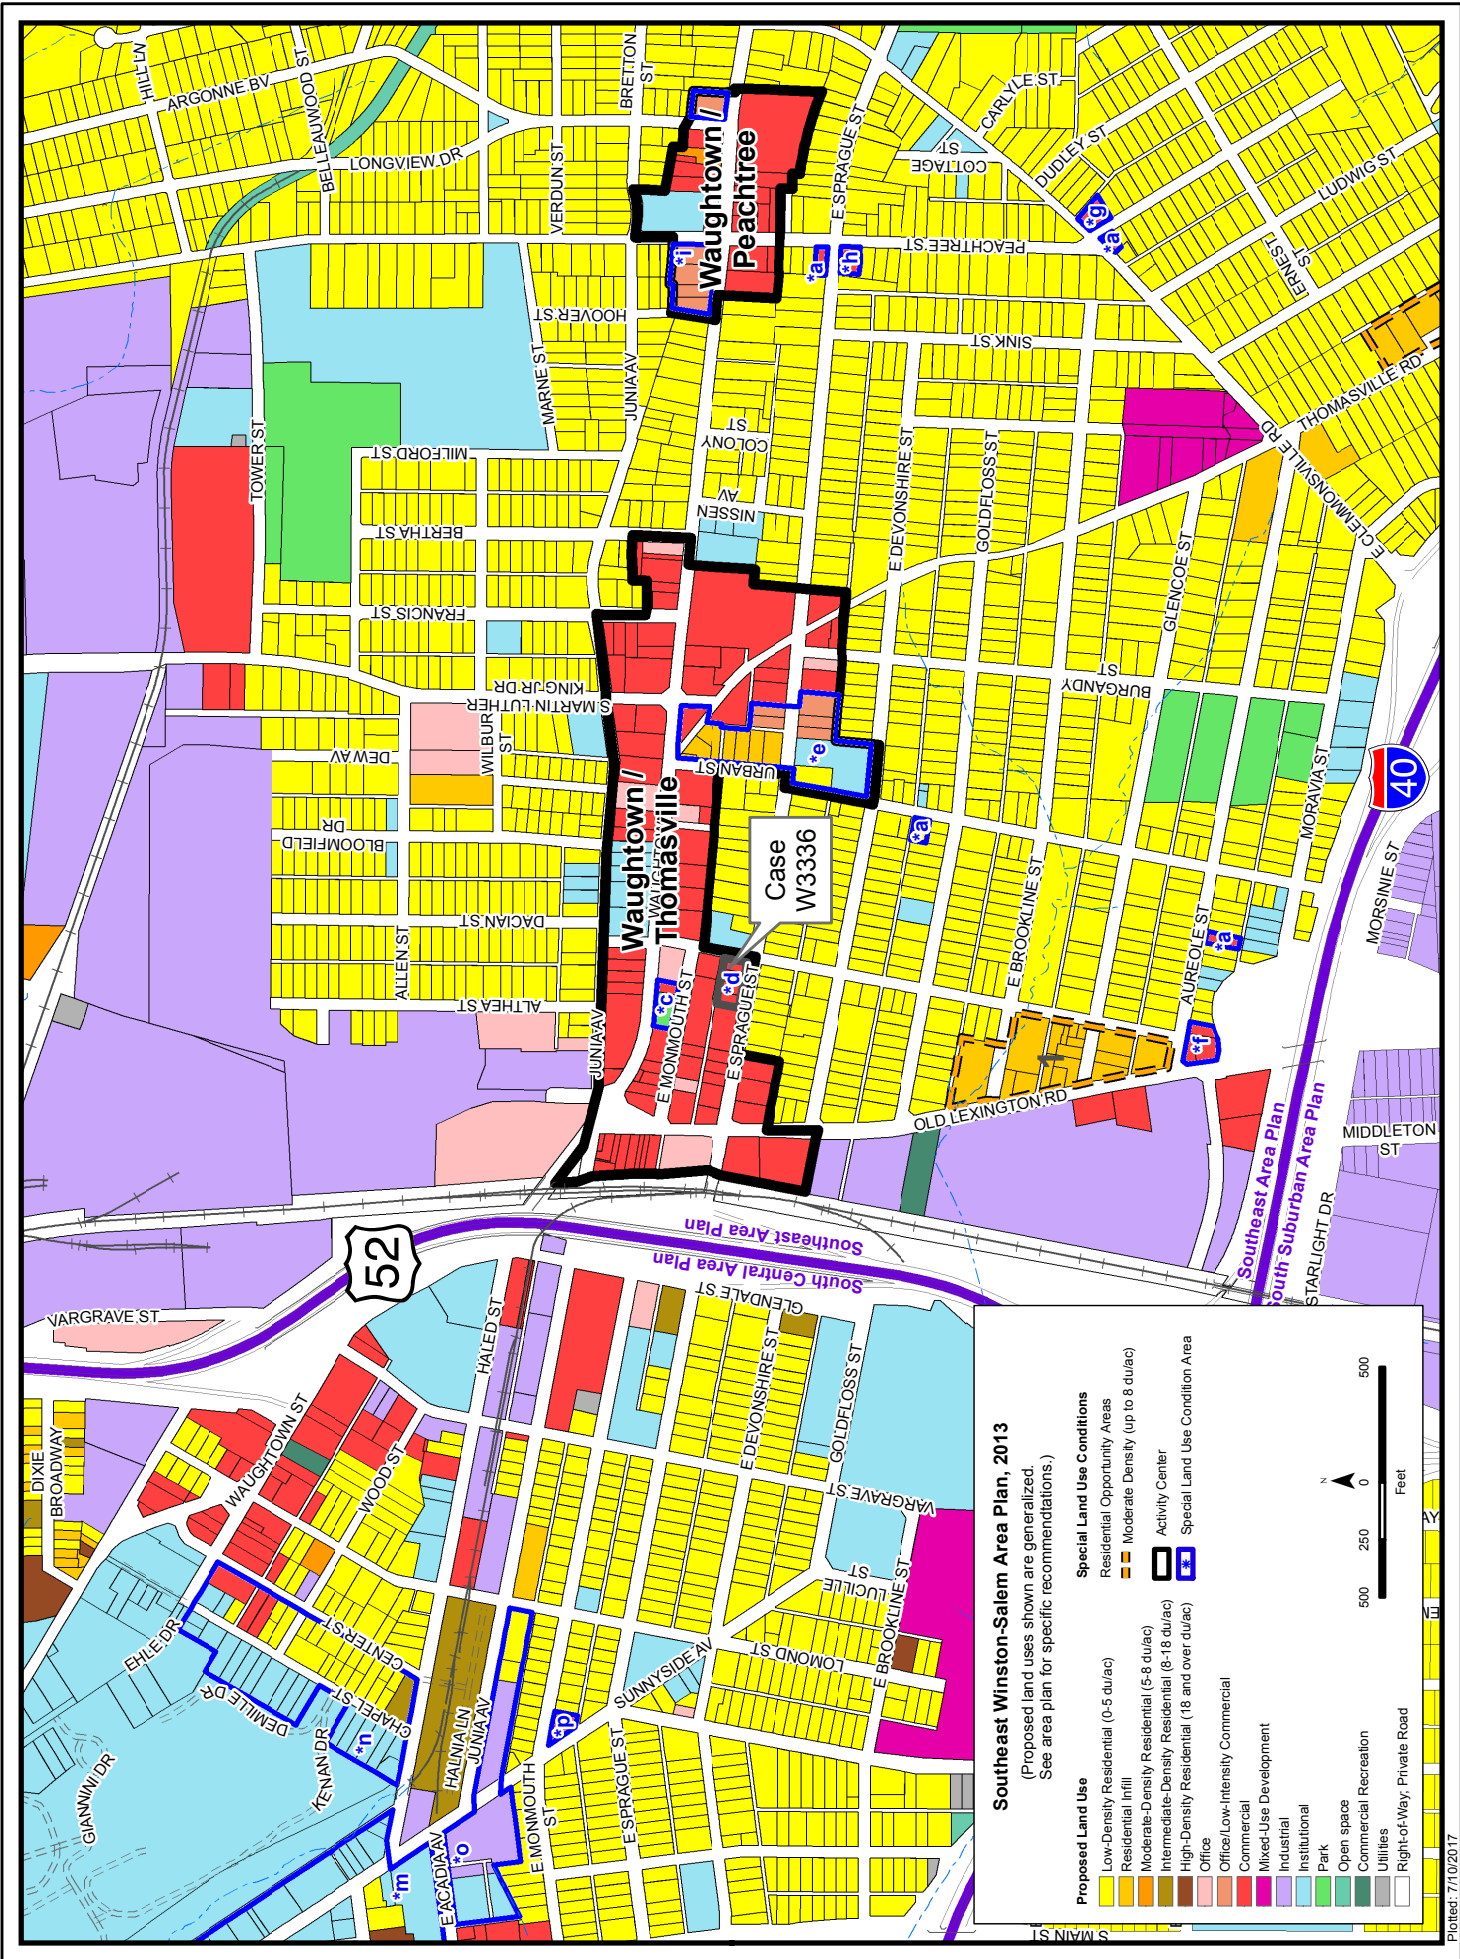 HILL LN
ARGONNE BV
BELLEAUWOOD ST
LONGVIEW DR
BRETTON
ST
VERDUN ST
Waughtown /
Peachtree
*i
E SPRAGUE ST
COTTAGE
ST
CARLYLE ST
DUDLEY ST
*g
*a
LUDWIG ST
ERNEST
ST
PEACHTREE ST
*a
*h
HOOVER ST
MARNE ST
JUNIA AV
SINK ST
THOMASVILLE RD
E CLEMMONSVILLE RD
TOWER ST
MILFORD ST
BERTHA ST
FRANCIS ST
COLONY
ST
NISSEN
AV
E DEVONSHIRE ST
GOLDFLOSS ST
GLENCOE ST
BURGANDY
ST
S MARTIN LUTHER
KING JR DR
WILBUR
ST
DEW AV
BLOOMFIELD
DR
DACIAN ST
ALLEN ST
ALTHEA ST
JUNIA AV
Waughtown /
Thomasville
URBAN ST
*e
*a
Case
W3336
*c
*d
E MONMOUTH ST
E SPRAGUE ST
E BROOKLINE ST
MORAVIA ST
40
MORSINIE ST
AUREOLE ST
*a
*f
1
OLD LEXINGTON RD
MIDDLETON
ST
STARLIGHT DR
Southeast Area Plan
South Suburban Area Plan
Southeast Area Plan
South Central Area Plan
52
VARGRAVE ST
HALED ST
GLENDALE ST
DIXIE
BROADWAY
WAUGHTOWN ST
WOOD ST
E DEVONSHIRE ST
GOLDFLOSS ST
VARGRAVE ST
LUCILLE
ST
EHLE DR
CENTER ST
CHAPEL ST
DEMILLE DR
KENAN DR
*n
GIANNINI DR
HALNIA LN
JUNIA AV
SUNNYSIDE AV
LOMOND ST
E BROOKLINE ST
*p
*m
*o
E ACADIA AV
E MONMOUTH
ST
E SPRAGUE ST
S MAIN ST
Southeast Winston-Salem Area Plan, 2013
(Proposed land uses shown are generalized.
See area plan for specific recommendations.)
Proposed Land Use
Low-Density Residential (0-5 du/ac)
Residential Infill
Moderate-Density Residential (5-8 du/ac)
Intermediate-Density Residential (8-18 du/ac)
High-Density Residential (18 and over du/ac)
Office
Office/Low-Intensity Commercial
Commercial
Mixed-Use Development
Industrial
Institutional
Park
Open space
Commercial Recreation
Utilities
Right-of-Way, Private Road
Special Land Use Conditions
Residential Opportunity Areas
Moderate Density (up to 8 du/ac)
Activity Center
* Special Land Use Condition Area
N
500 250 0 500
Feet
Plotted: 7/10/2017